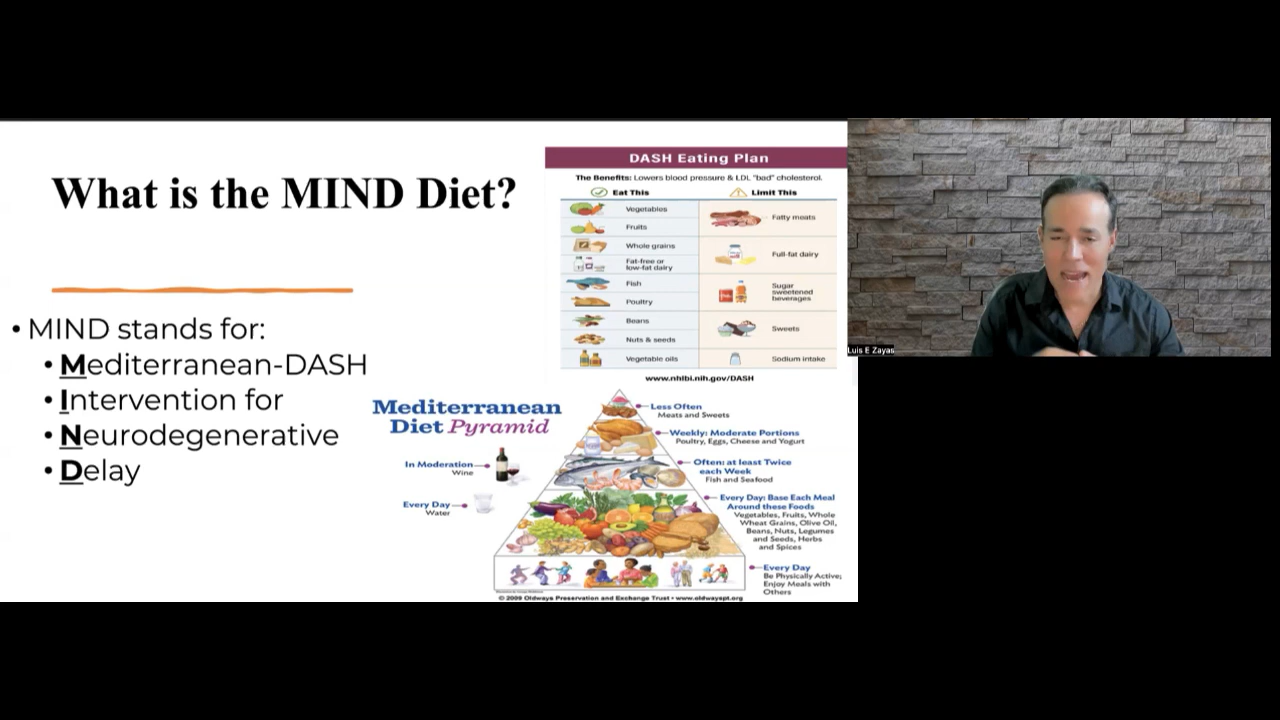 What is the MIND Diet?
• MIND stands for:
• Mediterranean-DASH
• Intervention for
• Neurodegenerative
• Delay
DASH Eating Plan
The Benefits: Lowers blood pressure & LDL "bad" cholesterol.
Eat This
Limit This
Vegetables
Fruits
Whole grains
Fat-free or
low-fat dairy
Fish
Poultry
Beans
Nuts & seeds
Vegetable oils
Fatty meats
Full-fat dairy
Sugar
sweetened
beverages
Sweets
Sodium intake
www.nhlbi.nih.gov/DASH
Mediterranean
Diet Pyramid
In Moderation
Wine
Every Day
Water
Less Often
Meats and Sweets
Weekly: Moderate Portions
Poultry, Eggs, Cheese and Yogurt
Often: at least Twice
each Week
Fish and Seafood
Every Day: Base Each Meal
Around these Foods
Vegetables, Fruits, Whole
Wheat Grains, Olive Oil,
Beans, Nuts, Legumes
and Seeds, Herbs
and Spices
Every Day
Be Physically Active;
Enjoy Meals with
Others
© 2009 Oldways Preservation and Exchange Trust • www.oldwayspt.org
Luis E Zayas